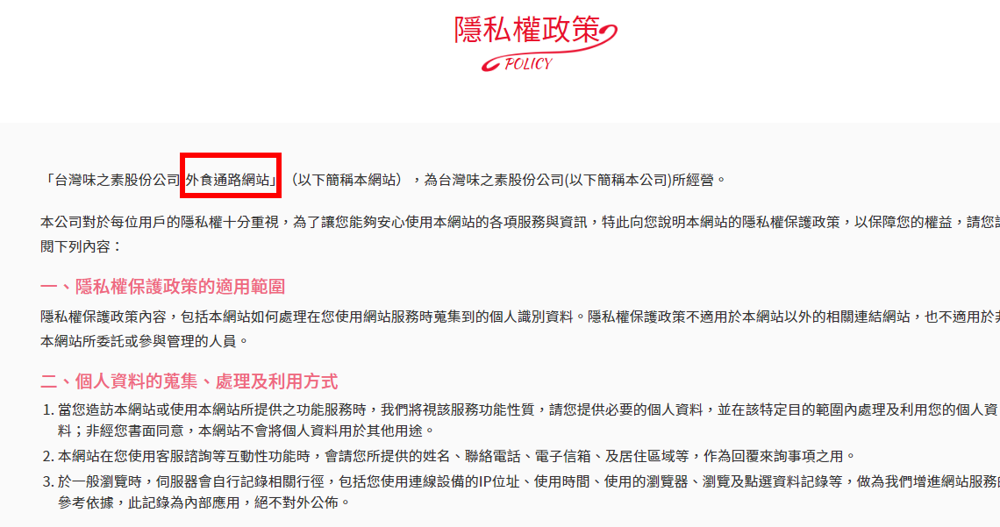 隱私權政策
POLICY
「台灣味之素股份公司 外食通路網站」（以下簡稱本網站），為台灣味之素股份公司(以下簡稱本公司)所經營。
本公司對於每位用戶的隱私權十分重視，為了讓您能夠安心使用本網站的各項服務與資訊，特此向您說明本網站的隱私權保護政策，以保障您的權益，請您
閱下列內容：
一、隱私權保護政策的適用範圍
隱私權保護政策內容，包括本網站如何處理在您使用網站服務時蒐集到的個人識別資料。隱私權保護政策不適用於本網站以外的相關連結網站，也不適用於非
本網站所委託或參與管理的人員。
二、個人資料的蒐集、處理及利用方式
1. 當您造訪本網站或使用本網站所提供之功能服務時，我們將視該服務功能性質，請您提供必要的個人資料，並在該特定目的範圍內處理及利用您的個人資
料；非經您書面同意，本網站不會將個人資料用於其他用途。
2. 本網站在您使用客服諮詢等互動性功能時，會請您所提供的姓名、聯絡電話、電子信箱、及居住區域等，作為回覆來詢事項之用。
3. 於一般瀏覽時，伺服器會自行記錄相關行徑，包括您使用連線設備的IP位址、使用時間、使用的瀏覽器、瀏覽及點選資料記錄等，做為我們增進網站服務的
參考依據，此記錄為內部應用，絕不對外公佈。